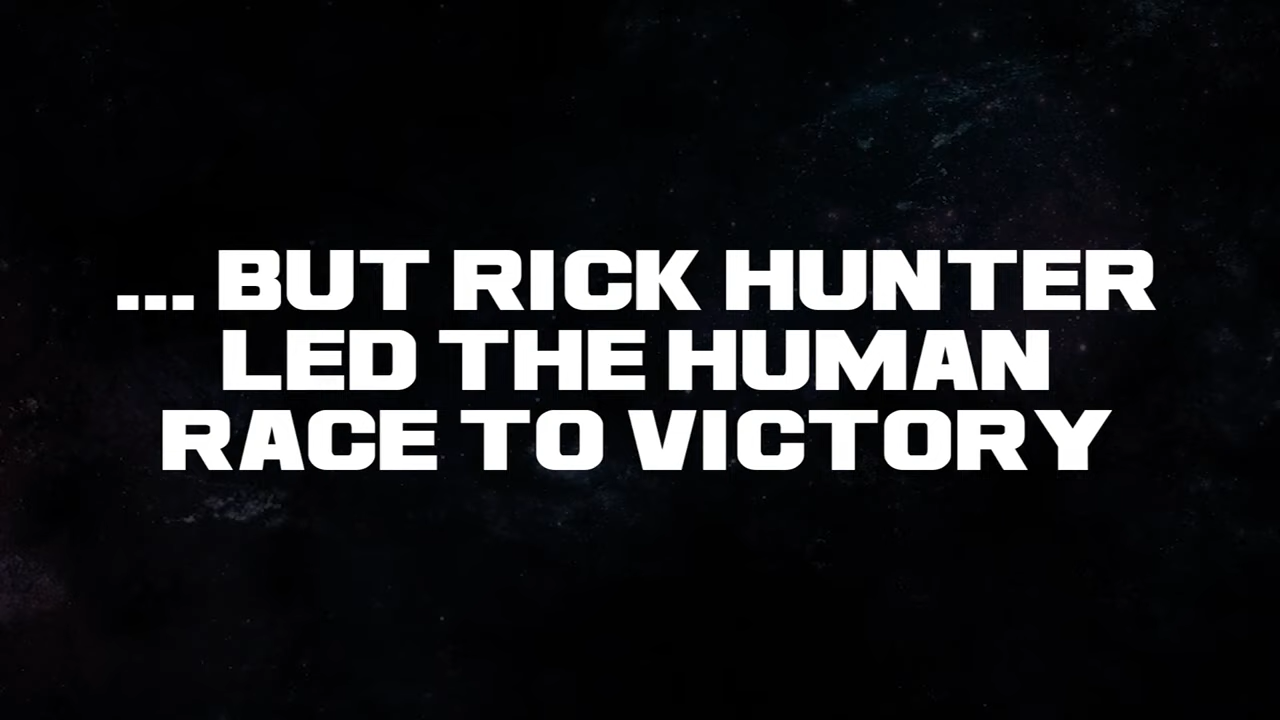 ... BUT RICK HUNTER
LED THE HUMAN
RACE TO VICTORY